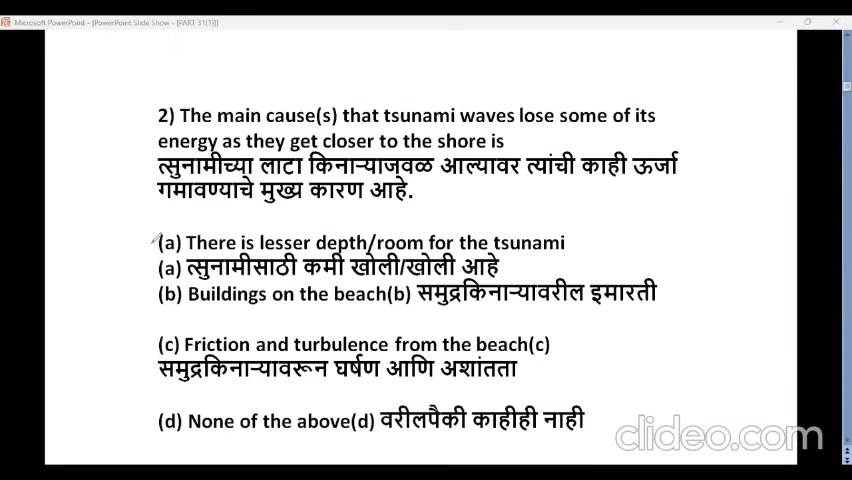 Microsoft PowerPoint - [PowerPoint Slide Show - [PART 31(1)]]
2) The main cause(s) that tsunami waves lose some of its
energy as they get closer to the shore is
त्सुनामीच्या लाटा किनाऱ्याजवळ आल्यावर त्यांची काही ऊर्जा
गमावण्याचे मुख्य कारण आहे.
(a) There is lesser depth/room for the tsunami
(a) त्सुनामीसाठी कमी खोली/खोली आहे
(b) Buildings on the beach(b) समुद्रकिनाऱ्यावरील इमारती
(c) Friction and turbulence from the beach(c)
समुद्रकिनाऱ्यावरून घर्षण आणि अशांतता
(d) None of the above(d) वरीलपैकी काहीही नाही
clideo.com